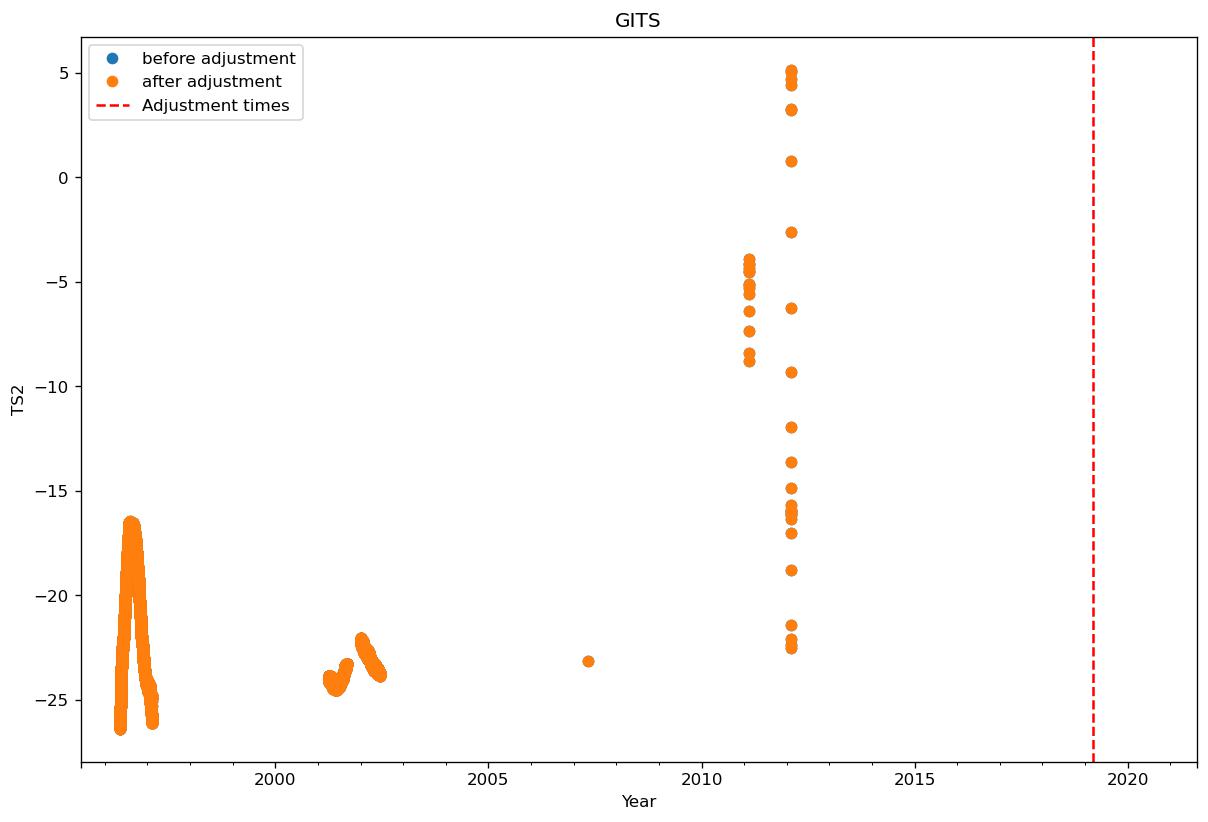 GITS
before adjustment
after adjustment
Adjustment times
5
0
−5
−10
−15
−20
−25
TS2
2000 2005 2010 2015 2020
Year